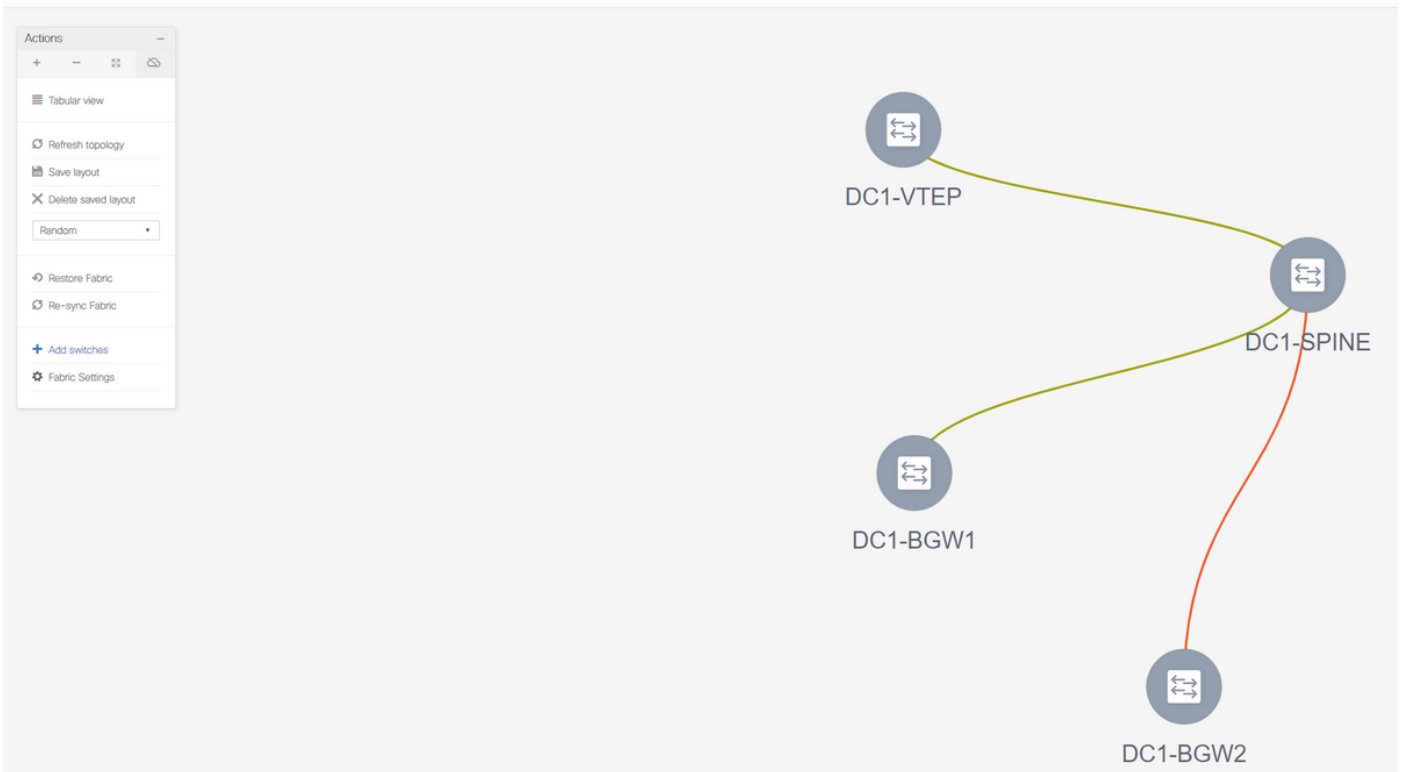 Actions
Tabular view
Refresh topology
Save layout
Delete saved layout
Random
Restore Fabric
Re-sync Fabric
Add switches
Fabric Settings
DC1-VTEP
DC1-SPINE
DC1-BGW1
DC1-BGW2